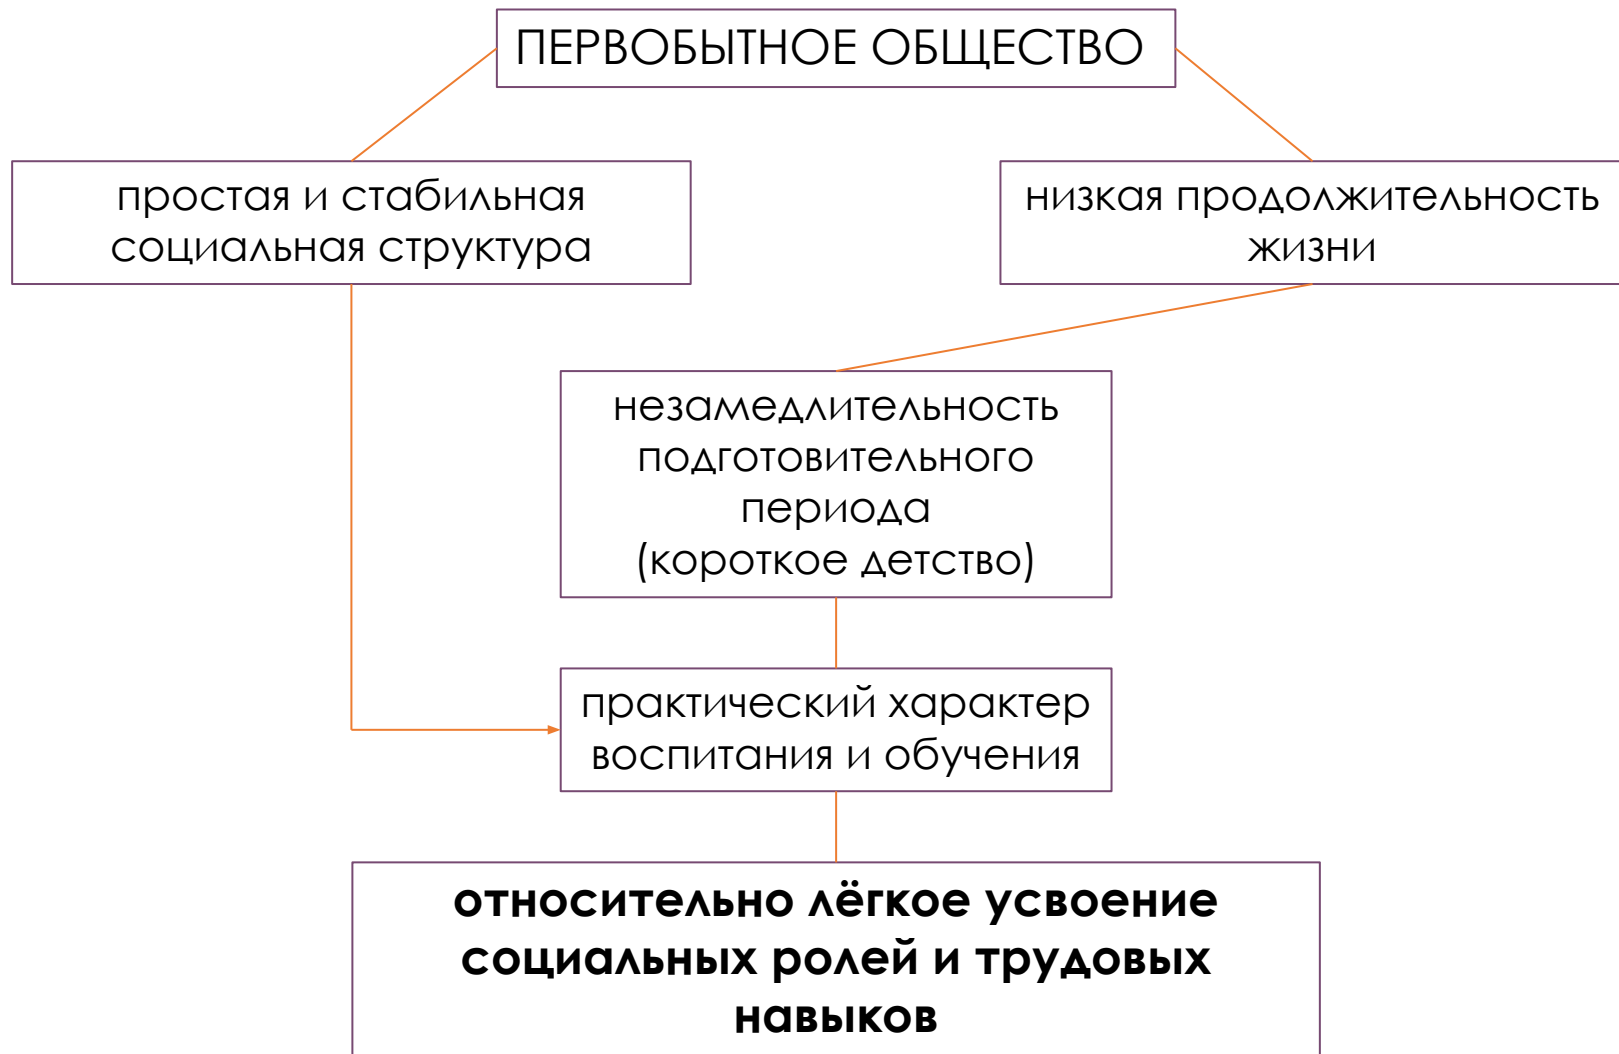 ПЕРВОБЫТНОЕ ОБЩЕСТВО
простая и стабильная
социальная структура
низкая продолжительность
жизни
незамедлительность
подготовительного
периода
(короткое детство)
практический характер
воспитания и обучения
относительно лёгкое усвоение
социальных ролей и трудовых
навыков